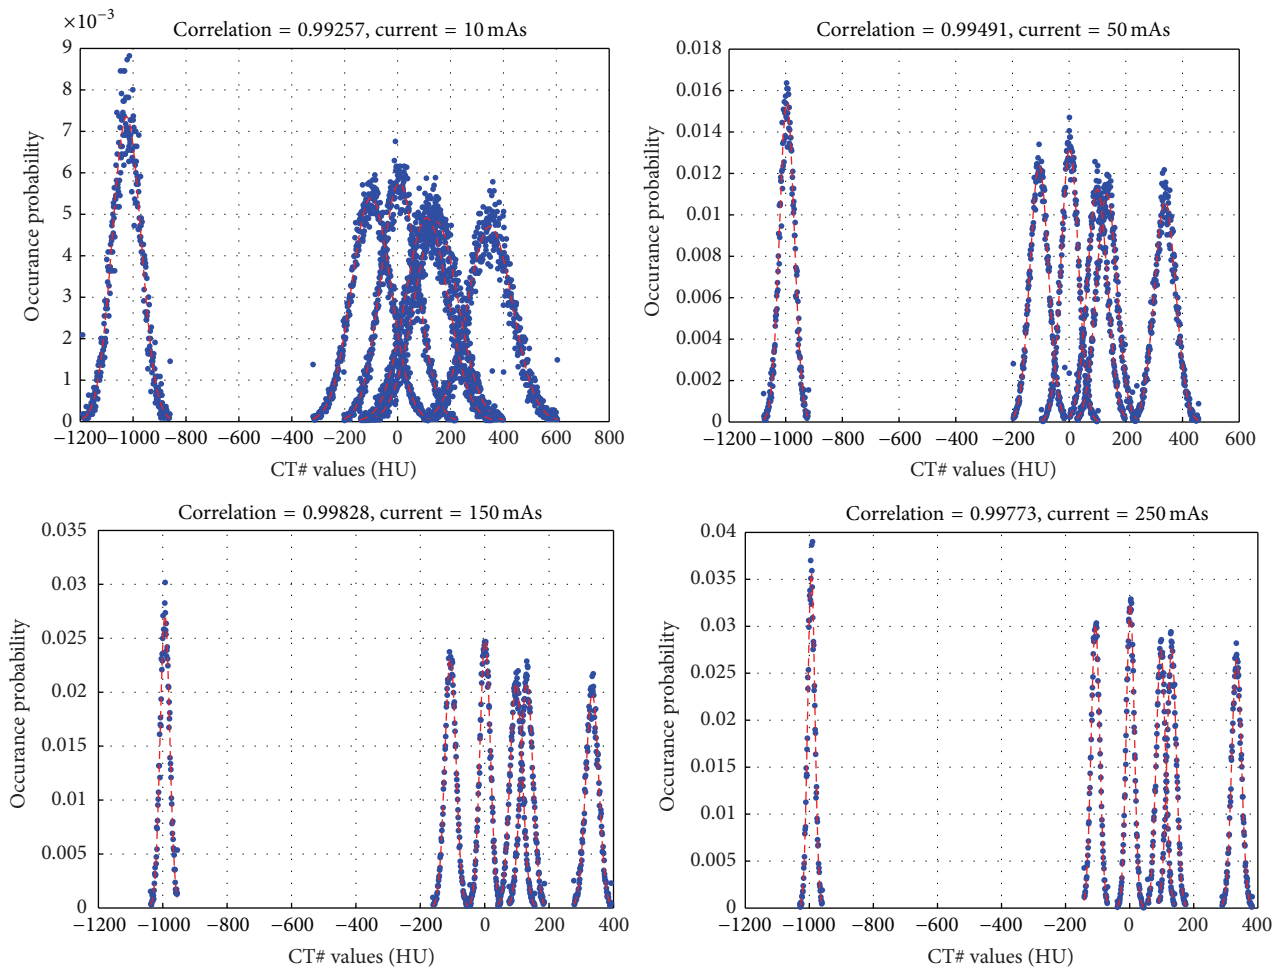 ×10−3
Correlation = 0.99257, current = 10 mAs
9
8
7
6
5
4
3
2
1
0
Occurance probability
−1200 −1000 −800 −600 −400 −200 0 200 400 600 800
CT# values (HU)
Correlation = 0.99491, current = 50 mAs
0.018
0.016
0.014
0.012
0.01
0.008
0.006
0.004
0.002
0
Occurance probability
−1200 −1000 −800 −600 −400 −200 0 200 400 600
CT# values (HU)
Correlation = 0.99828, current = 150 mAs
0.035
0.03
0.025
0.02
0.015
0.01
0.005
0
Occurance probability
−1200 −1000 −800 −600 −400 −200 0 200 400
CT# values (HU)
Correlation = 0.99773, current = 250 mAs
0.04
0.035
0.03
0.025
0.02
0.015
0.01
0.005
0
Occurance probability
−1200 −1000 −800 −600 −400 −200 0 200 400
CT# values (HU)